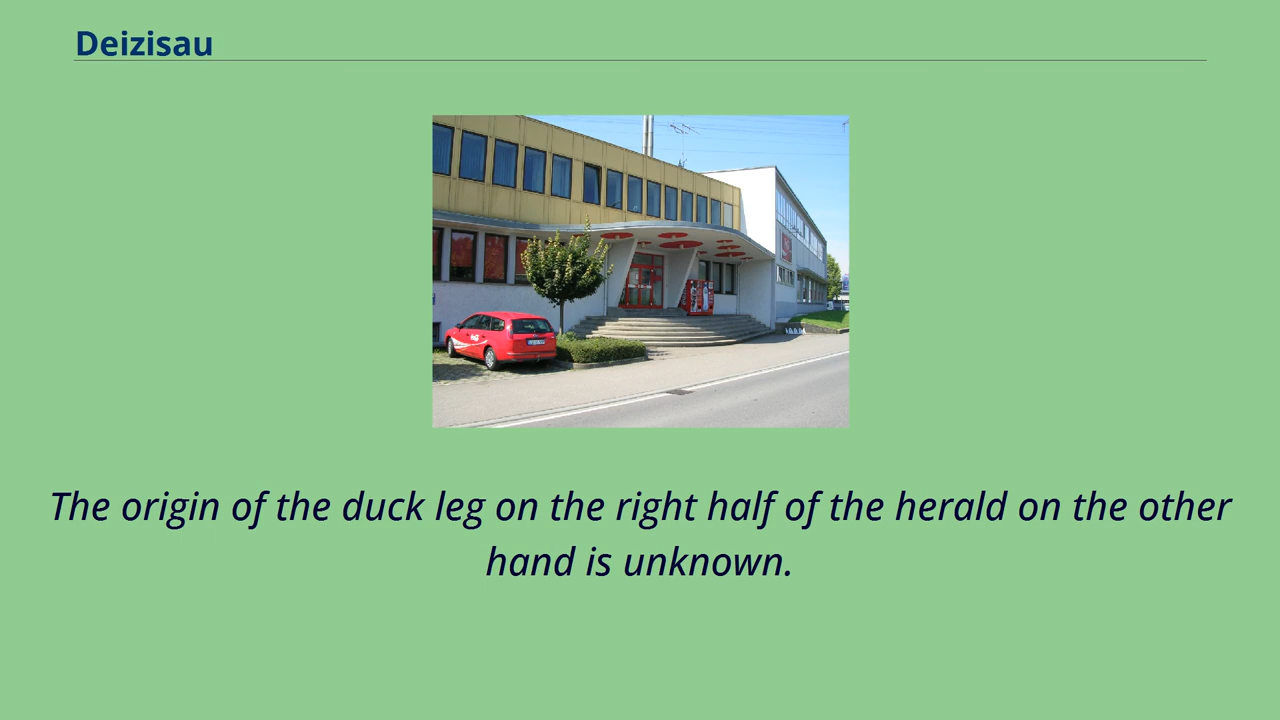 Deizisau
The origin of the duck leg on the right half of the herald on the other
hand is unknown.